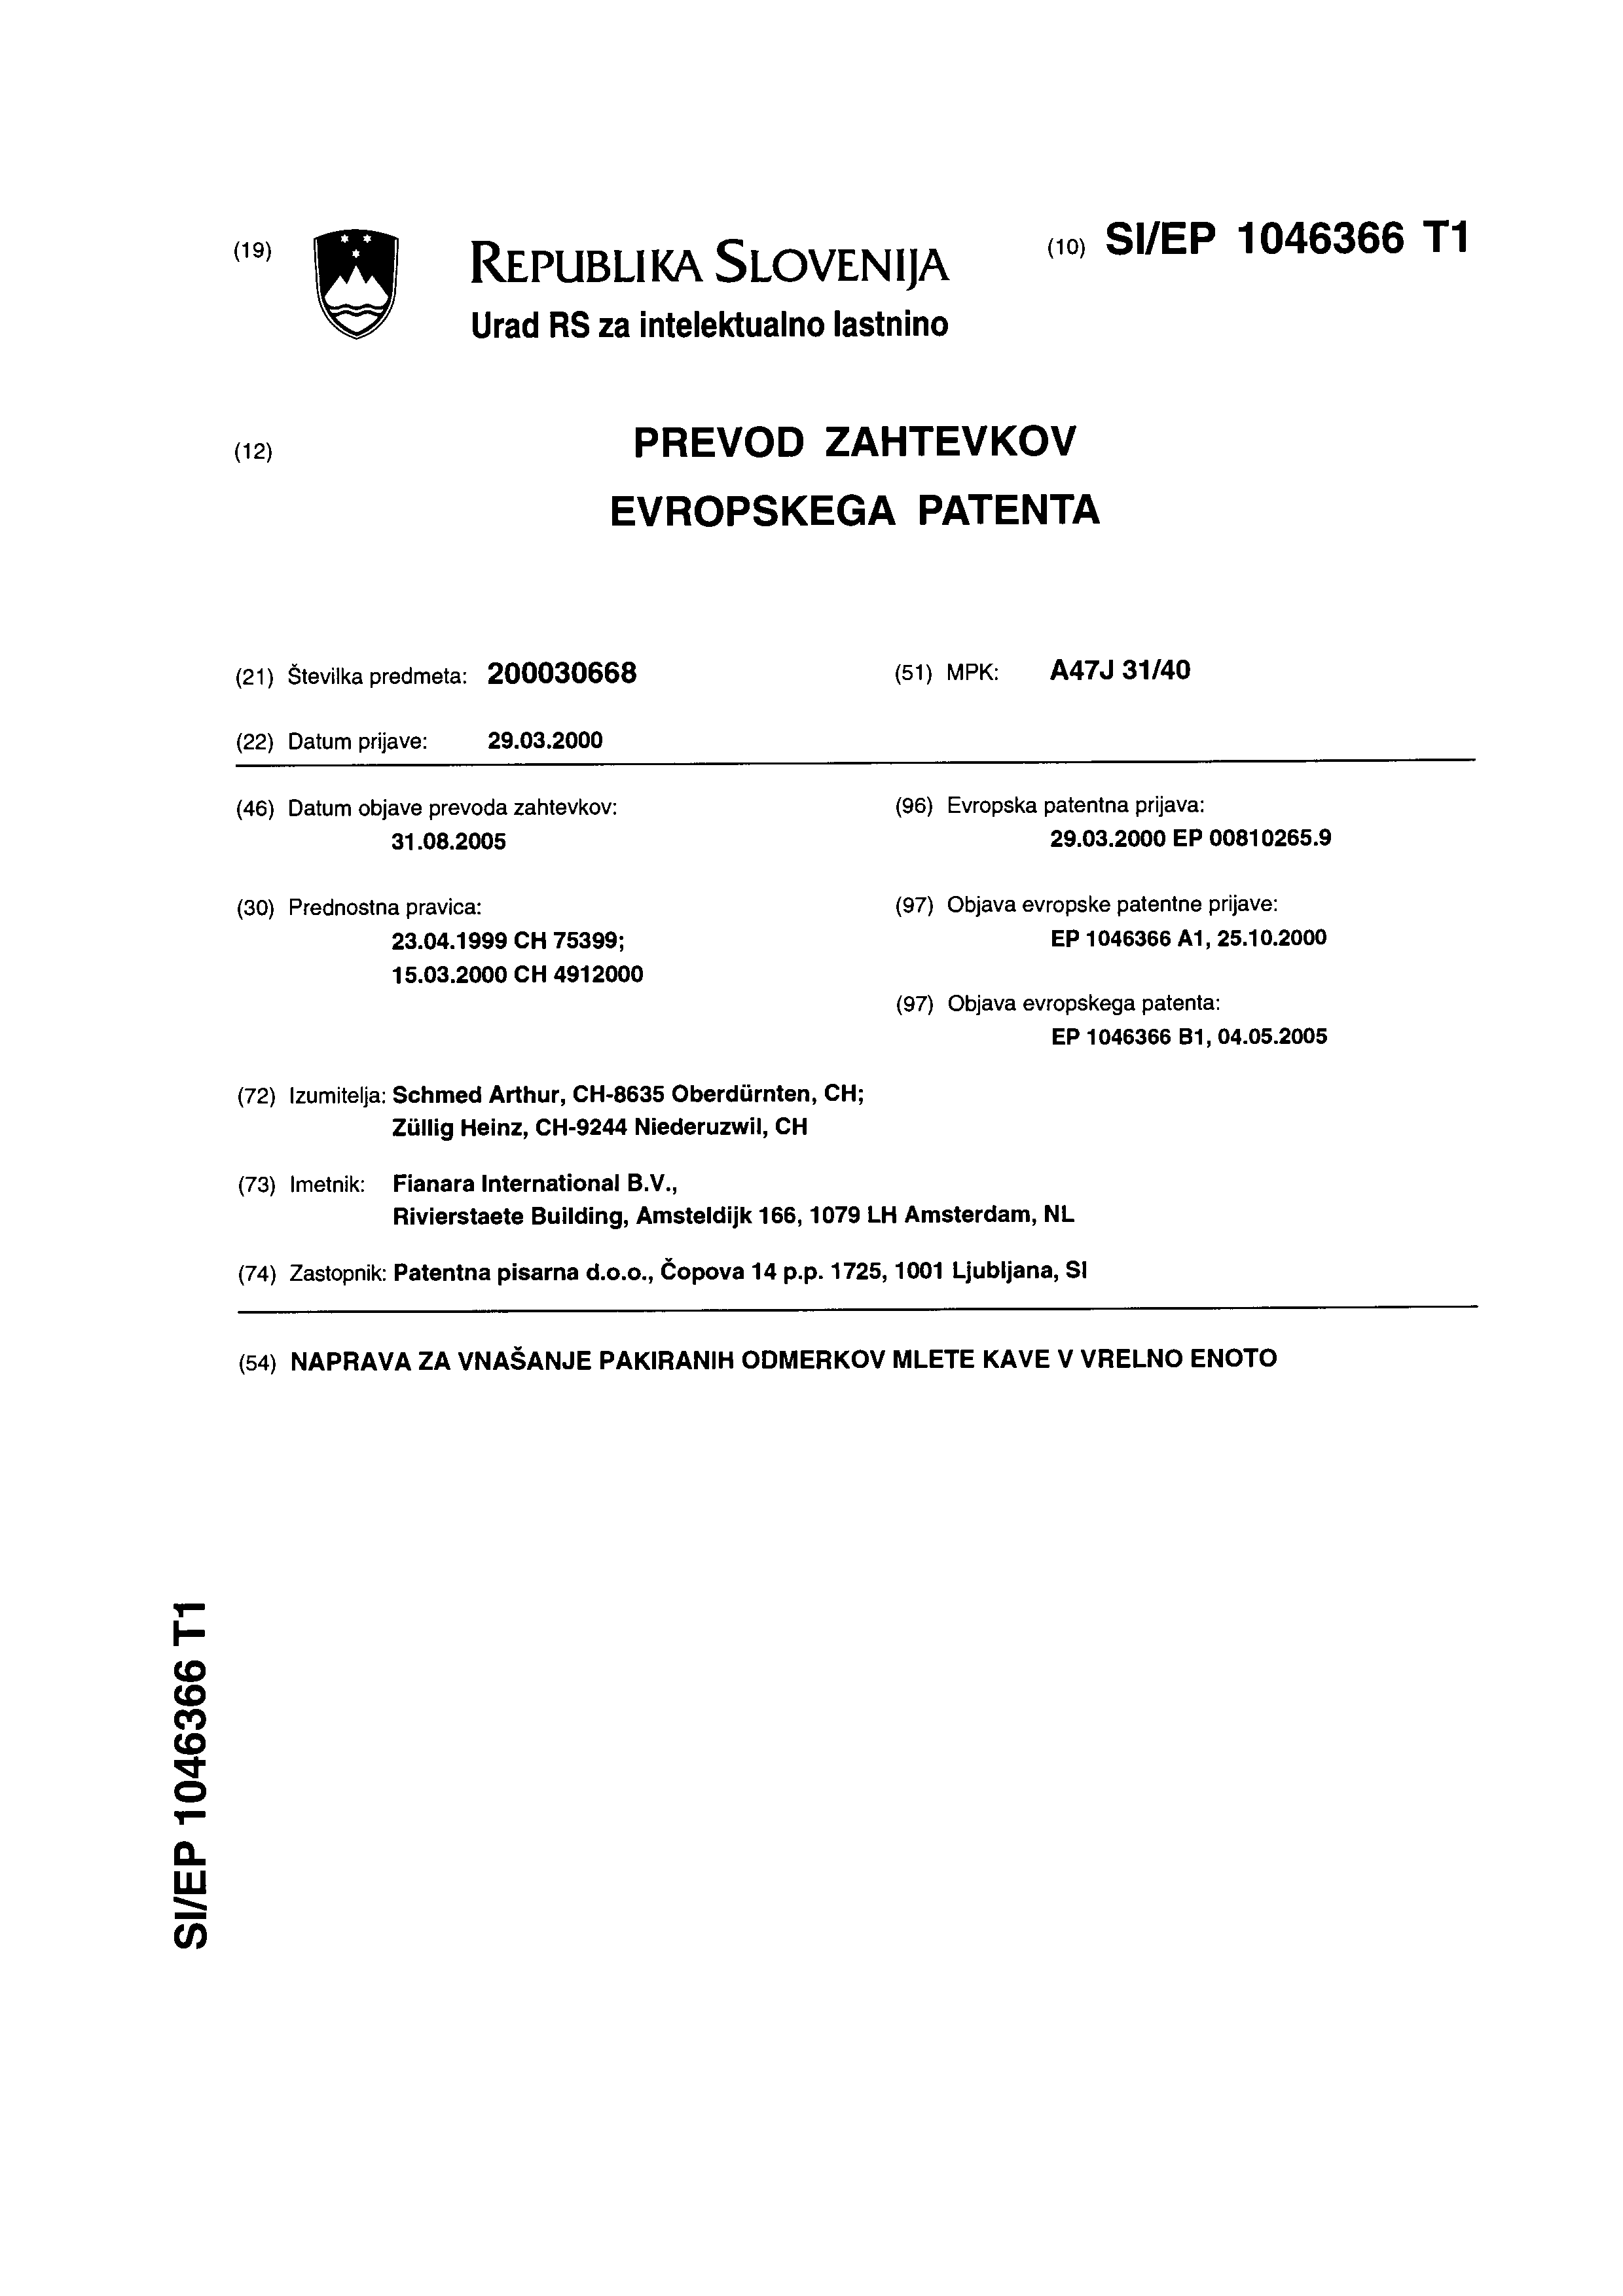 (19)
REPUBLIKA SLOVENIJA
Urad RS za intelektualno lastnino
(10) SI/EP 1046366 T1
(12)
PREVOD ZAHTEVKOV
EVROPSKEGA PATENTA
(21) Številka predmeta: 200030668
(51) MPK: A47J 31/40
(22) Datum prijave: 29.03.2000
(46) Datum objave prevoda zahtevkov:
31.08.2005
(96) Evropska patentna prijava:
29.03.2000 EP 00810265.9
(30) Prednostna pravica:
23.04.1999 CH 75399;
15.03.2000 CH 4912000
(97) Objava evropske patentne prijave:
EP 1046366 A1, 25.10.2000
(97) Objava evropskega patenta:
EP 1046366 B1, 04.05.2005
(72) Izumitelja: Schmed Arthur, CH-8635 Oberdürnten, CH;
Züllig Heinz, CH-9244 Niederuzwil, CH
(73) Imetnik: Fianara International B.V.,
Rivierstaete Building, Amsteldijk 166, 1079 LH Amsterdam, NL
(74) Zastopnik: Patentna pisarna d.o.o., Čopova 14 p.p. 1725, 1001 Ljubljana, SI
(54) NAPRAVA ZA VNAŠANJE PAKIRANIH ODMERKOV MLETE KAVE V VRELNO ENOTO
SI/EP 1046366 T1